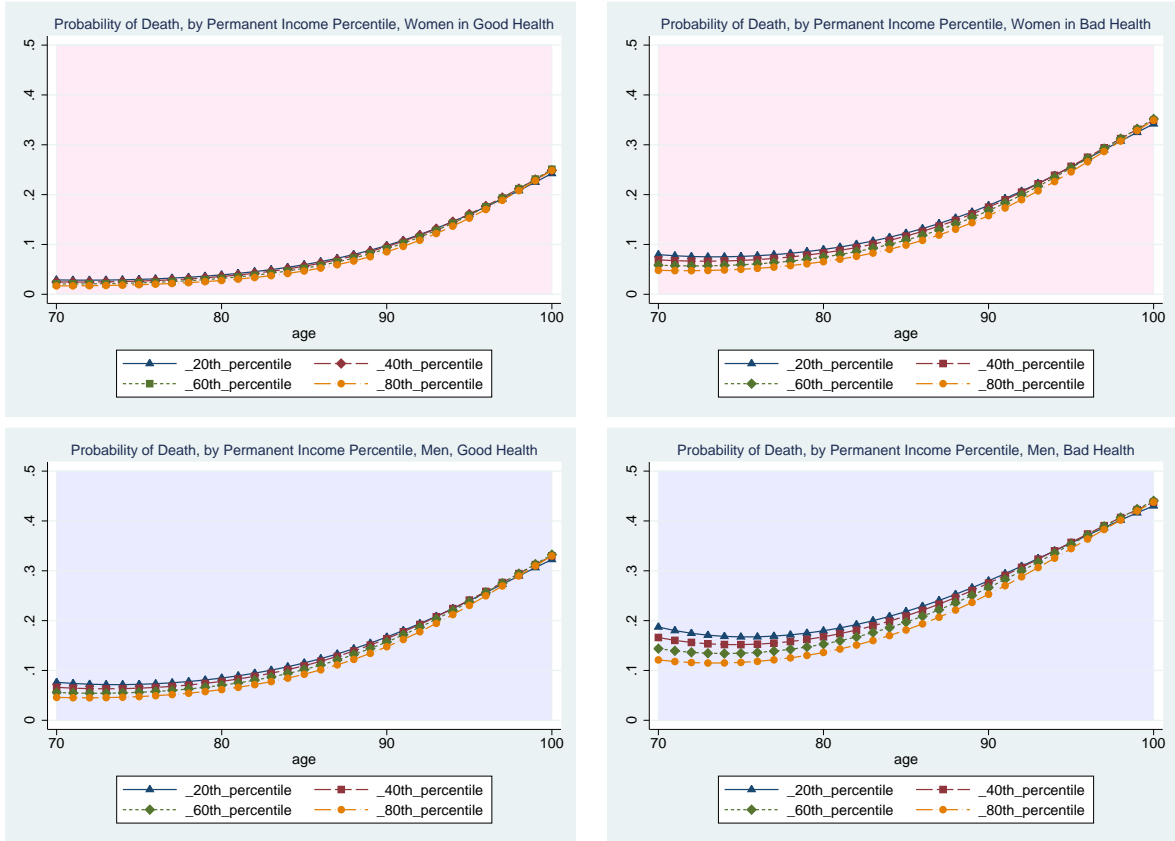 Probability of Death, by Permanent Income Percentile, Women in Good Health
.5
.4
.3
.2
.1
0
70 80 90 100
age
_20th_percentile _40th_percentile
_60th_percentile _80th_percentile
Probability of Death, by Permanent Income Percentile, Women in Bad Health
.5
.4
.3
.2
.1
0
70 80 90 100
age
_20th_percentile _40th_percentile
_60th_percentile _80th_percentile
Probability of Death, by Permanent Income Percentile, Men, Good Health
.5
.4
.3
.2
.1
0
70 80 90 100
age
_20th_percentile _40th_percentile
_60th_percentile _80th_percentile
Probability of Death, by Permanent Income Percentile, Men, Bad Health
.5
.4
.3
.2
.1
0
70 80 90 100
age
_20th_percentile _40th_percentile
_60th_percentile _80th_percentile